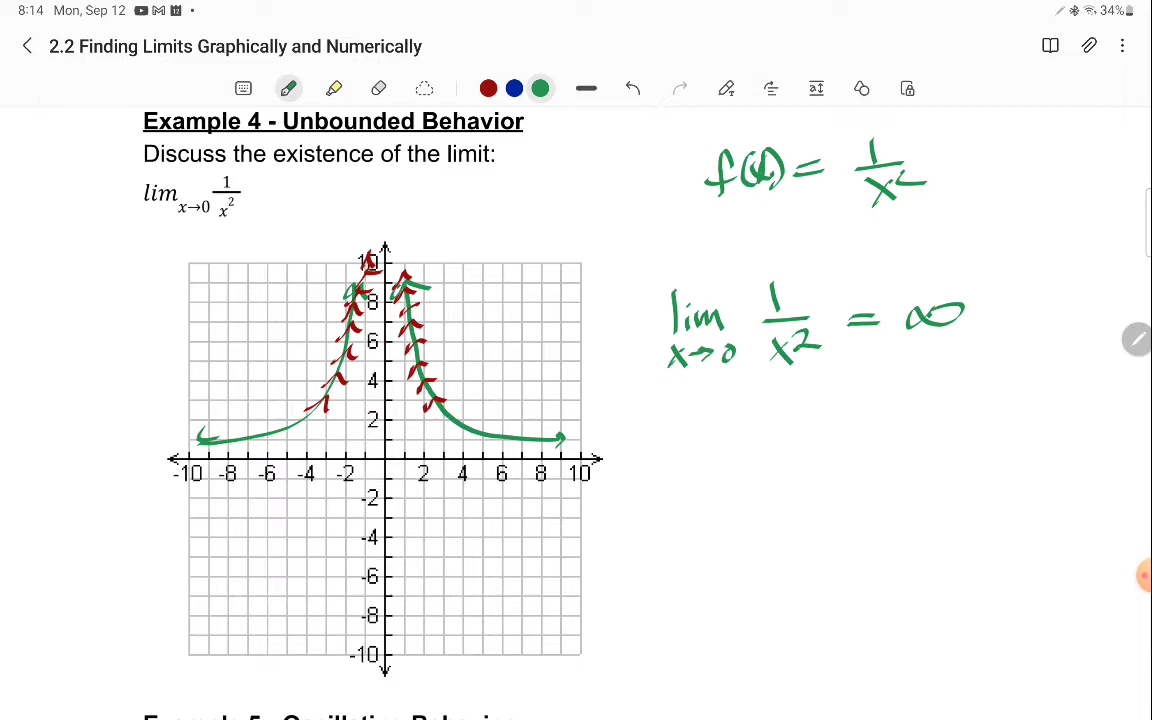 8:14 Mon, Sep 12
34%
2.2 Finding Limits Graphically and Numerically
Example 4 - Unbounded Behavior
Discuss the existence of the limit:
lim x→0 1/x²
f(x) = 1/x²
lim x→0 1/x² = ∞
10
8
6
4
2
-10 -8 -6 -4 -2 2 4 6 8 10
-2
-4
-6
-8
-10